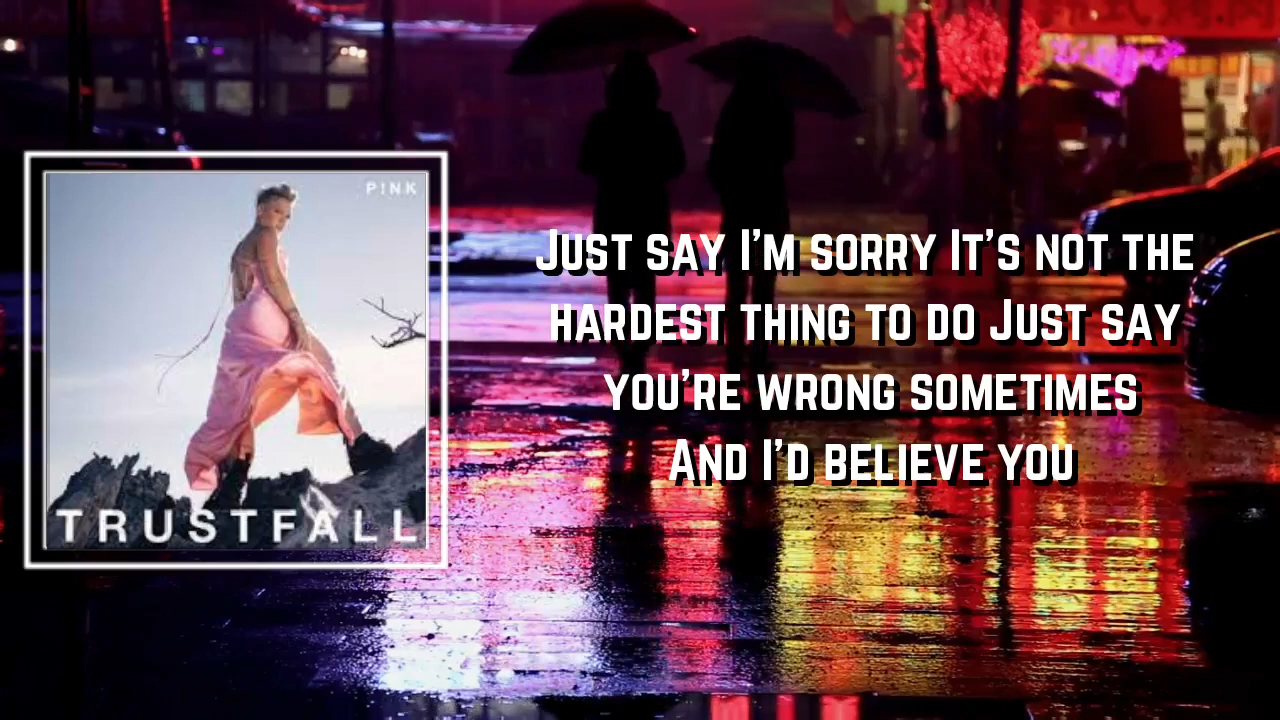 P!NK
TRUSTFALL
Just say I'm sorry It's not the
hardest thing to do Just say
you're wrong sometimes
And I'd believe you